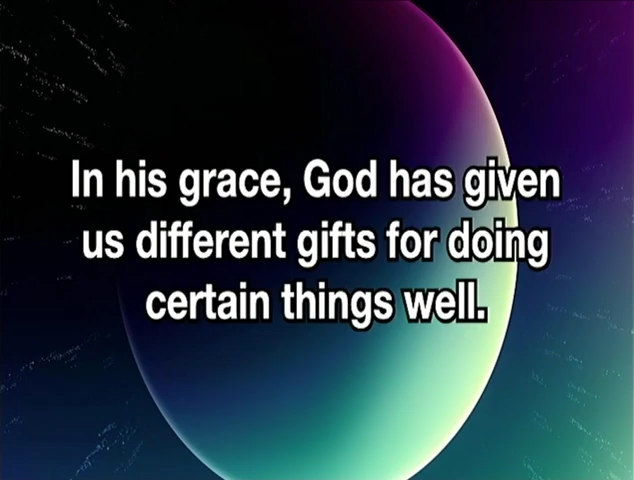 In his grace, God has given
us different gifts for doing
certain things well.